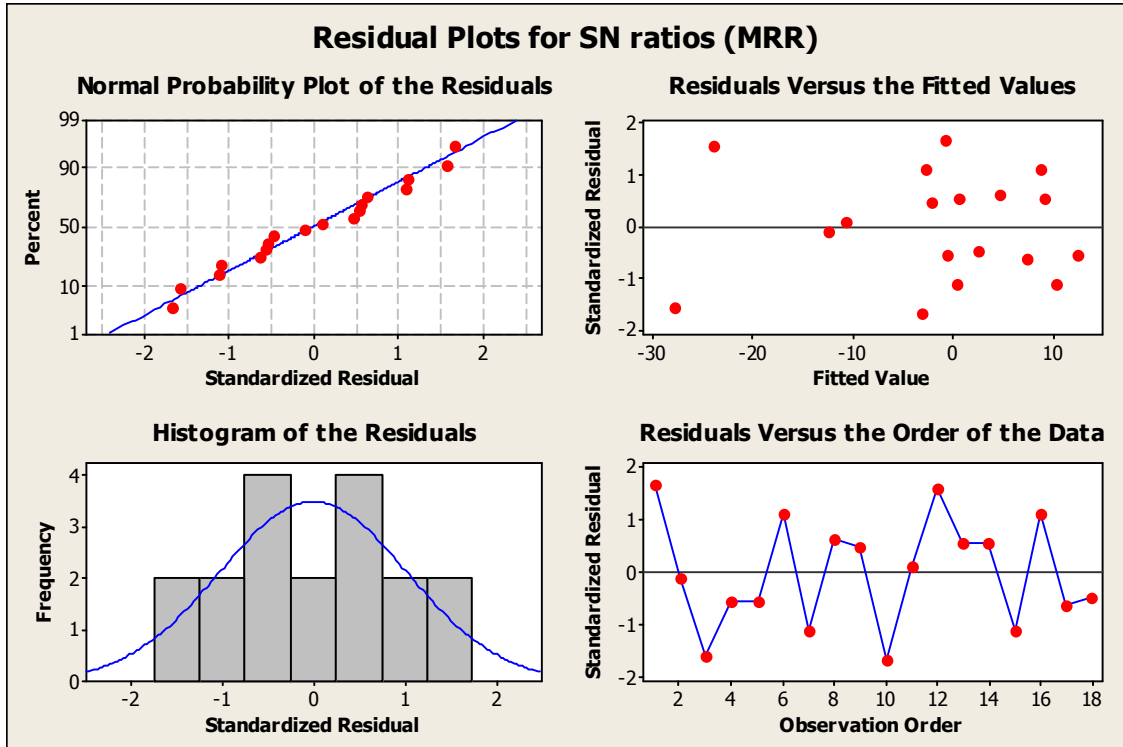 Residual Plots for SN ratios (MRR)
Normal Probability Plot of the Residuals
99
90
50
10
1
Percent
-2 -1 0 1 2
Standardized Residual
Residuals Versus the Fitted Values
2
1
0
-1
-2
Standardized Residual
-30 -20 -10 0 10
Fitted Value
Histogram of the Residuals
4
3
2
1
0
Frequency
-2 -1 0 1 2
Standardized Residual
Residuals Versus the Order of the Data
2
1
0
-1
-2
Standardized Residual
2 4 6 8 10 12 14 16 18
Observation Order